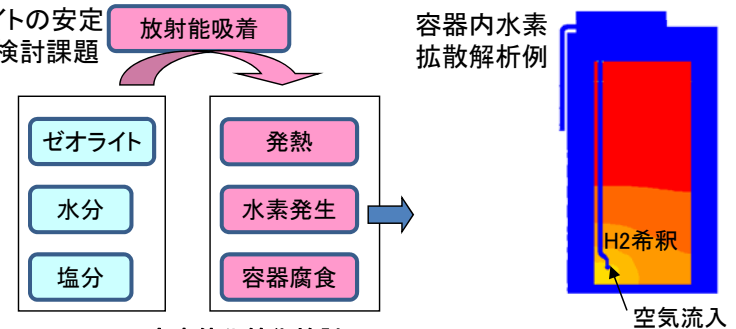 イトの安定
検討課題
放射能吸着
ゼオライト
水分
塩分
発熱
水素発生
容器腐食
容器内水素
拡散解析例
H2希釈
空気流入